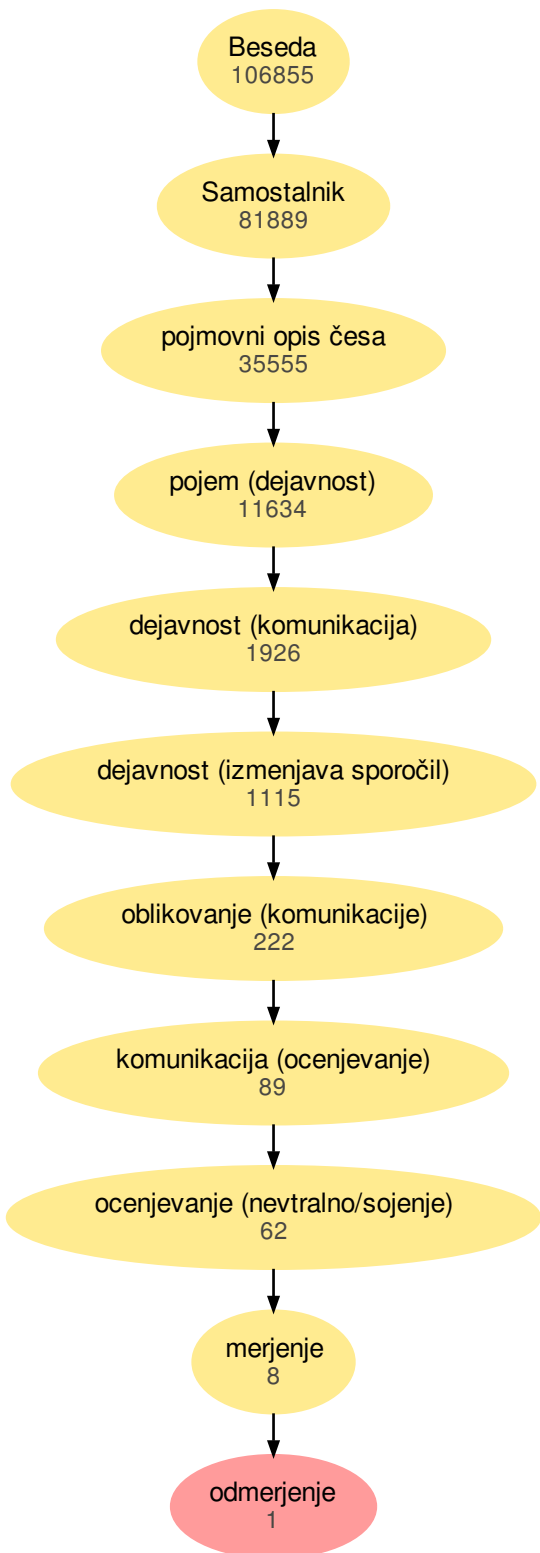 Beseda
106855
Samostalnik
81889
pojmovni opis česa
35555
pojem (dejavnost)
11634
dejavnost (komunikacija)
1926
dejavnost (izmenjava sporočil)
1115
oblikovanje (komunikacije)
222
komunikacija (ocenjevanje)
89
ocenjevanje (nevtralno/sojenje)
62
merjenje
8
odmerjenje
1